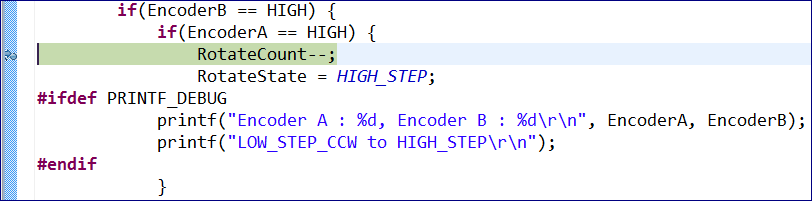 if(EncoderB == HIGH) {
if(EncoderA == HIGH) {
RotateCount--;
RotateState = HIGH_STEP;
#ifdef PRINTF_DEBUG
printf("Encoder A : %d, Encoder B : %d\r\n", EncoderA, EncoderB);
printf("LOW_STEP_CCW to HIGH_STEP\r\n");
#endif
}